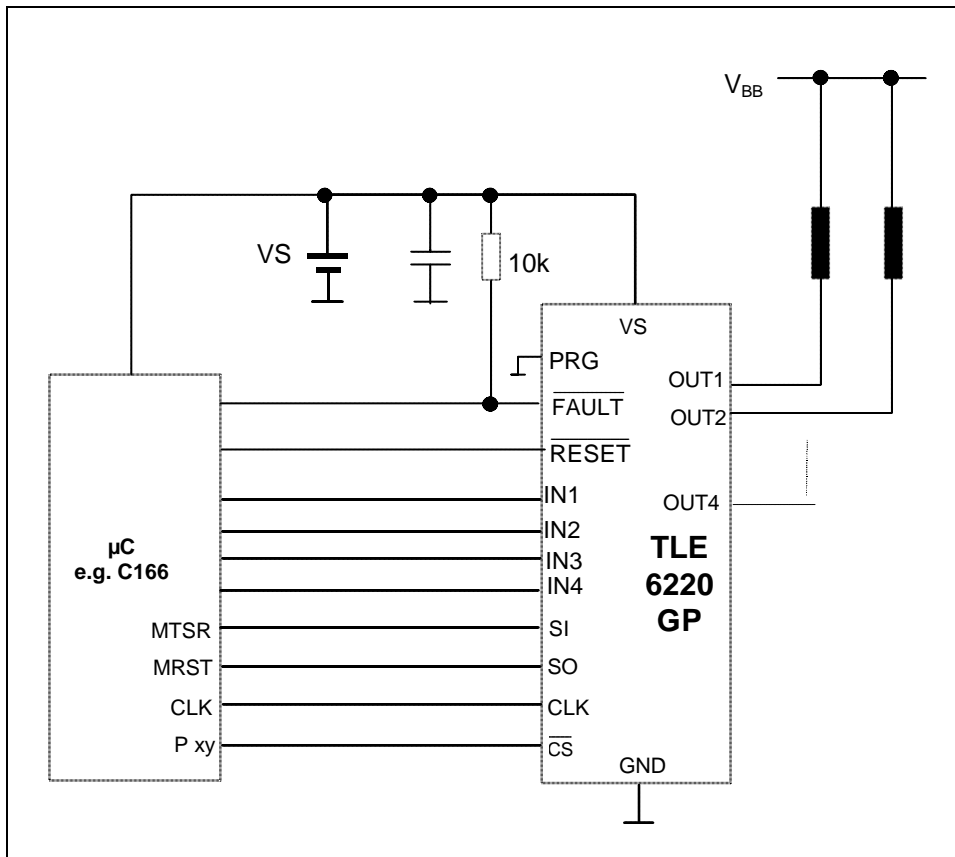 V_BB
VS
10k
VS
PRG
OUT1
FAULT
OUT2
RESET
IN1
OUT4
IN2
IN3
IN4
TLE
6220
GP
µC
e.g. C166
MTSR
SI
MRST
SO
CLK
CLK
P xy
CS
GND